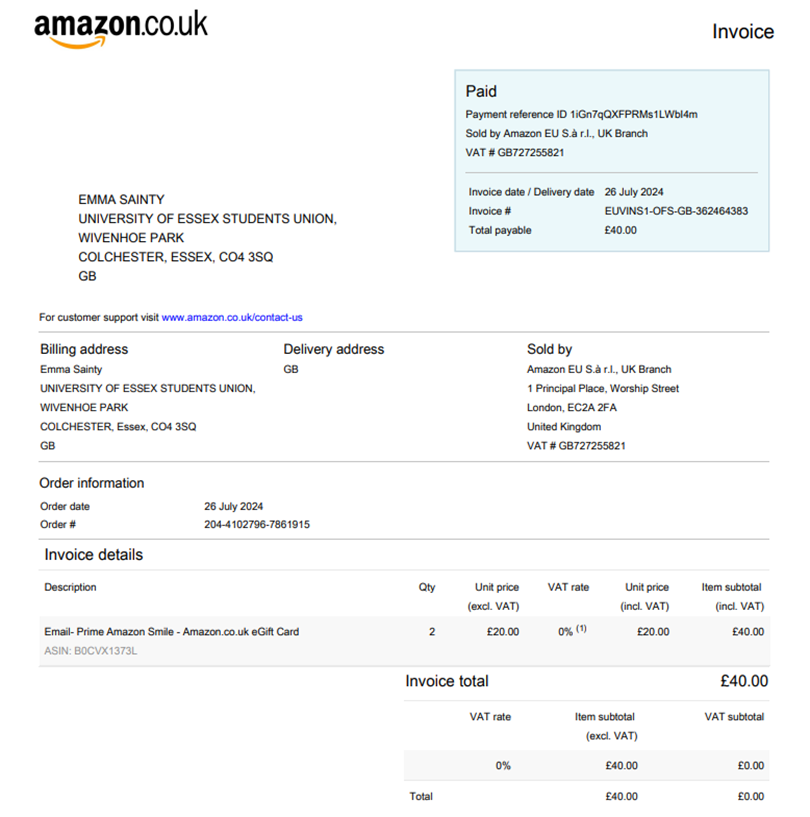 amazon.co.uk
Invoice
Paid
Payment reference ID 1iGn7qQXFPRMs1LWbI4m
Sold by Amazon EU S.à r.l., UK Branch
VAT # GB727255821
Invoice date / Delivery date 26 July 2024
Invoice # EUVINS1-OFS-GB-362464383
Total payable £40.00
EMMA SAINTY
UNIVERSITY OF ESSEX STUDENTS UNION,
WIVENHOE PARK
COLCHESTER, ESSEX, CO4 3SQ
GB
For customer support visit www.amazon.co.uk/contact-us
Billing address
Emma Sainty
UNIVERSITY OF ESSEX STUDENTS UNION,
WIVENHOE PARK
COLCHESTER, Essex, CO4 3SQ
GB
Delivery address
GB
Sold by
Amazon EU S.à r.l., UK Branch
1 Principal Place, Worship Street
London, EC2A 2FA
United Kingdom
VAT # GB727255821
Order information
Order date 26 July 2024
Order # 204-4102796-7861915
Invoice details
Description Qty Unit price (excl. VAT) VAT rate Unit price (incl. VAT) Item subtotal (incl. VAT)
Email- Prime Amazon Smile - Amazon.co.uk eGift Card 2 £20.00 0% (1) £20.00 £40.00
ASIN: B0CVX1373L
Invoice total £40.00
VAT rate Item subtotal (excl. VAT) VAT subtotal
0% £40.00 £0.00
Total £40.00 £0.00